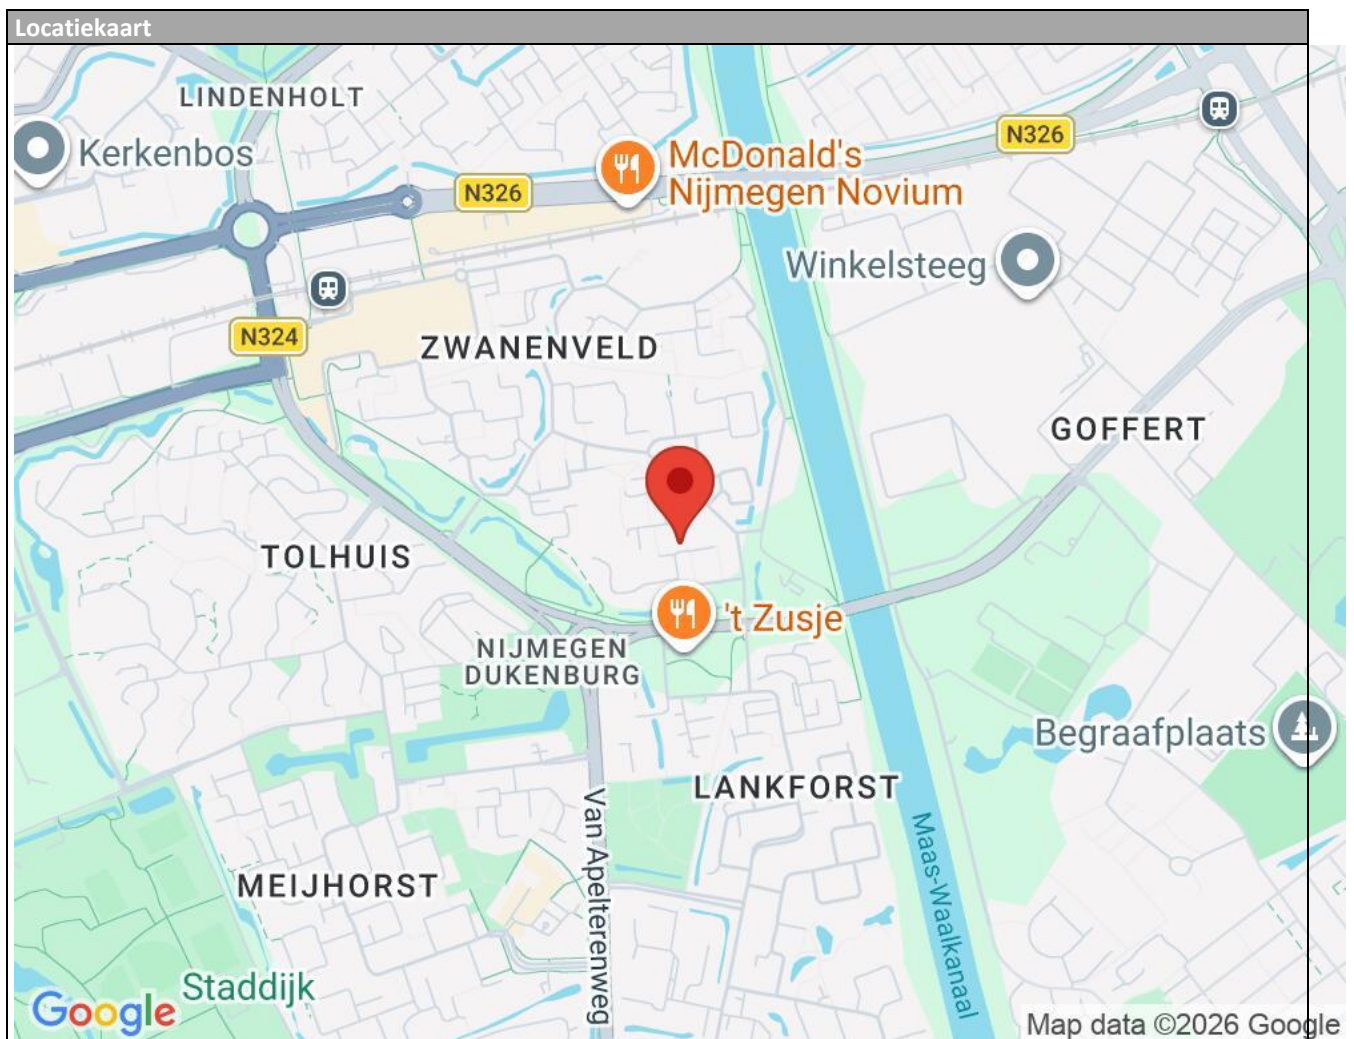 Locatiekaart
LINDENHOLT
Kerkenbos
N326
McDonald's
Nijmegen Novium
N326
Winkelsteeg
N324
ZWANENVELD
GOFFERT
TOLHUIS
't Zusje
NIJMEGEN
DUKENBURG
Begraafplaats
LANKFORST
Van Apelterenweg
Maas-Waalkanaal
MEIJHORST
Staddijk
Google
Map data ©2026 Google